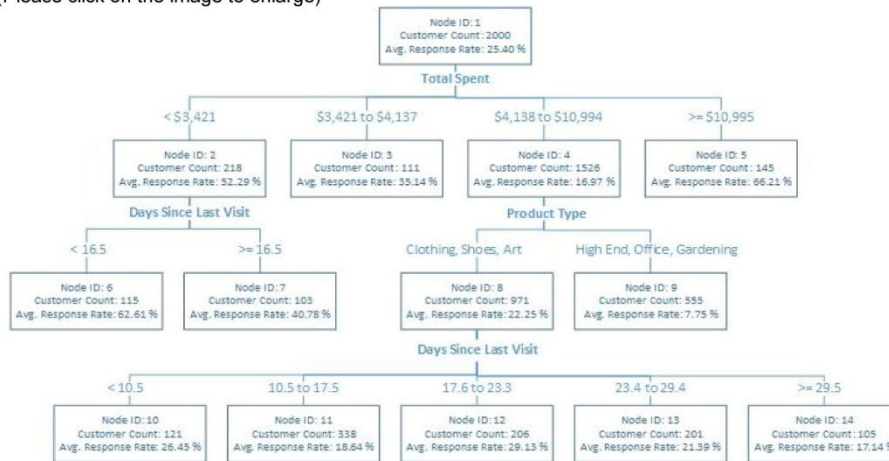 (Please click on the image to enlarge)
Node ID: 1
Customer Count: 2000
Avg. Response Rate: 25.40 %
Total Spent
< $3,421 $3,421 to $4,137 $4,138 to $10,994 >= $10,995
Node ID: 2
Customer Count: 218
Avg. Response Rate: 52.29 %
Node ID: 3
Customer Count: 111
Avg. Response Rate: 35.14 %
Node ID: 4
Customer Count: 1526
Avg. Response Rate: 16.97 %
Node ID: 5
Customer Count: 145
Avg. Response Rate: 66.21 %
Days Since Last Visit
Product Type
< 16.5 >= 16.5 Clothing, Shoes, Art High End, Office, Gardening
Node ID: 6
Customer Count: 115
Avg. Response Rate: 62.61 %
Node ID: 7
Customer Count: 103
Avg. Response Rate: 40.78 %
Node ID: 8
Customer Count: 971
Avg. Response Rate: 22.25 %
Node ID: 9
Customer Count: 555
Avg. Response Rate: 7.75 %
Days Since Last Visit
< 10.5 10.5 to 17.5 17.6 to 23.3 23.4 to 29.4 >= 29.5
Node ID: 10
Customer Count: 121
Avg. Response Rate: 26.45 %
Node ID: 11
Customer Count: 338
Avg. Response Rate: 18.64 %
Node ID: 12
Customer Count: 206
Avg. Response Rate: 29.13 %
Node ID: 13
Customer Count: 201
Avg. Response Rate: 21.39 %
Node ID: 14
Customer Count: 105
Avg. Response Rate: 17.14 %